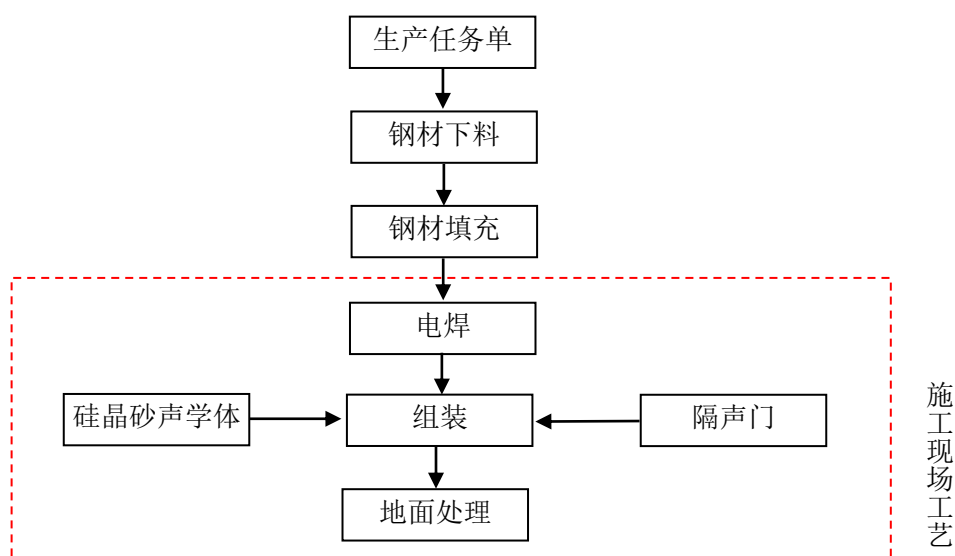 生产任务单
钢材下料
钢材填充
电焊
硅晶砂声学体
组装
隔声门
地面处理
施工现场工艺